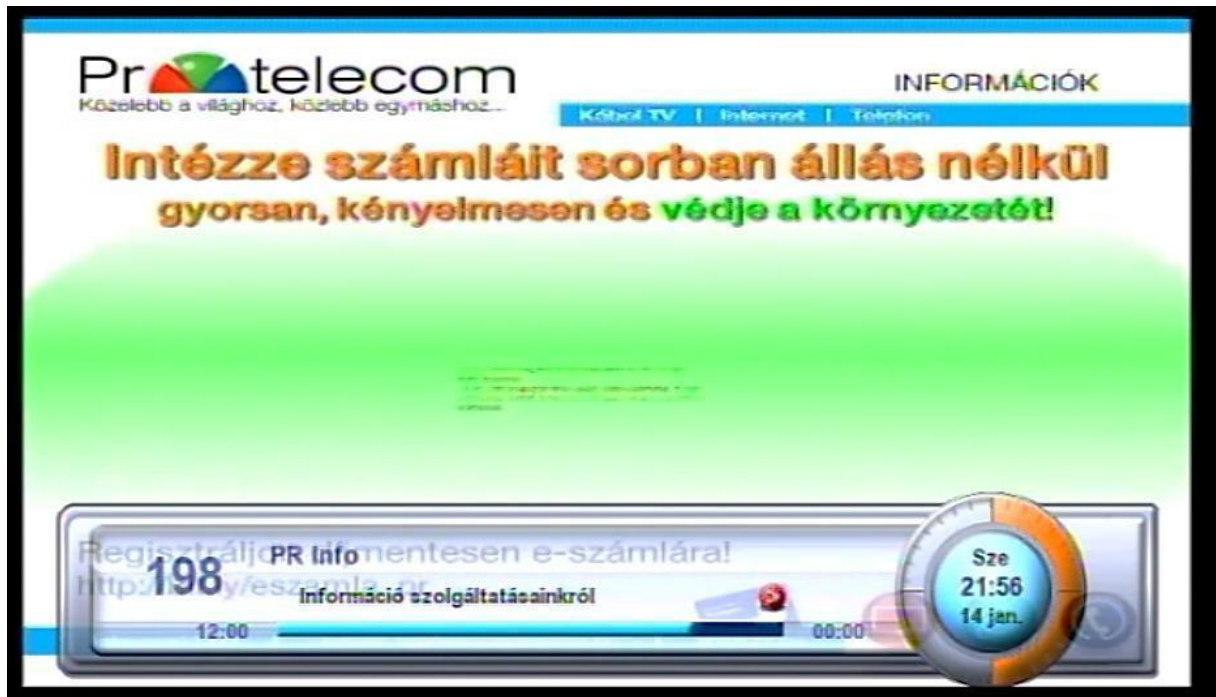 Pr telecom
Közelebb a világhoz, közlebb egymáshoz...
INFORMÁCIÓK
Kábel TV | Internet | Telefon
Intézze számláit sorban állás nélkül
gyorsan, kényelmesen és védje a környezetét!
Regisztráljon díjmentesen e-számlára!
198
PR Info
Információ szolgáltatásainkról
12:00
00:00
Sze
21:56
14 jan.